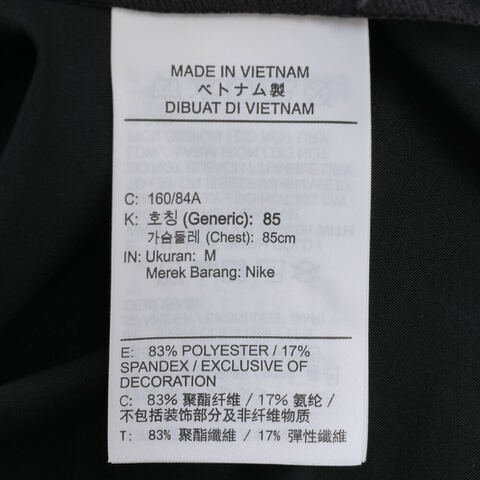 MADE IN VIETNAM
ベトナム製
DIBUAT DI VIETNAM
C: 160/84A
K: 호칭 (Generic): 85
가슴둘레 (Chest): 85cm
IN: Ukuran: M
Merek Barang: Nike
E: 83% POLYESTER / 17%
SPANDEX / EXCLUSIVE OF
DECORATION
C: 83% 聚酯纤维 / 17% 氨纶 /
不包括装饰部分及非纤维物质
T: 83% 聚酯纖維 / 17% 彈性纖維